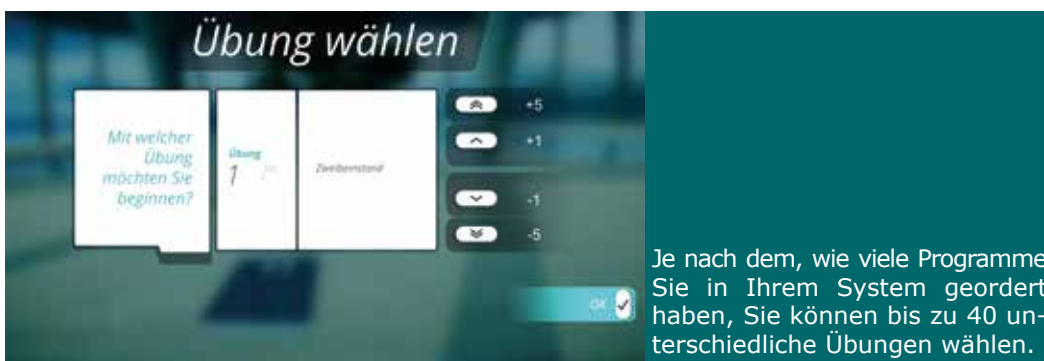 Übung wählen
Mit welcher
Übung
möchten Sie
beginnen?
Übung
1
Zweibeinstand
+5
+1
-1
-5
OK
Je nach dem, wie viele Programme
Sie in Ihrem System geordert
haben, Sie können bis zu 40 un-
terschiedliche Übungen wählen.